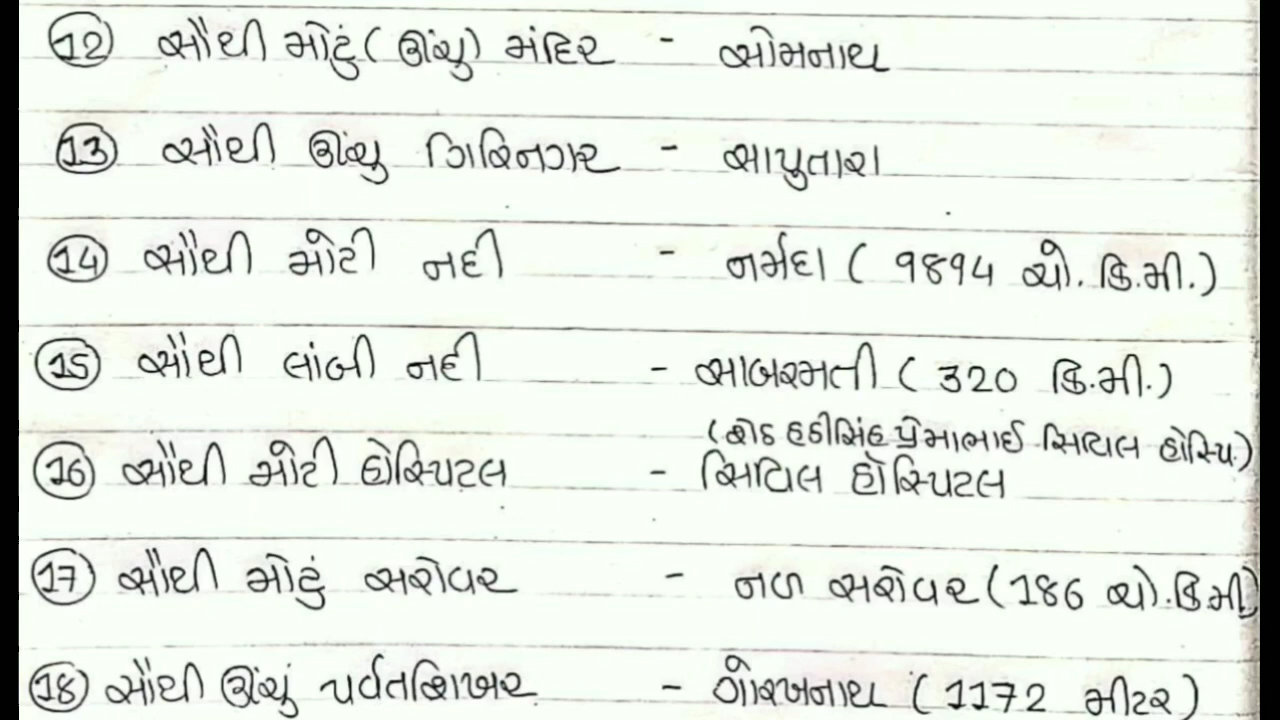 12 સૌથી મોટું (ઊંચુ) મંદિર - સોમનાથ
13 સૌથી ઊંચુ ગિરિનગર - સાપુતારા
14 સૌથી મોટી નદી - નર્મદા ( 9894 ચો. કિ.મી.)
15 સૌથી લાંબી નદી - સાબરમતી ( 320 કિ.મી.)
(શેઠ હઠીસિંહ પ્રેમાભાઈ સિવિલ હોસ્પિ.)
16 સૌથી મોટી હોસ્પિટલ - સિવિલ હોસ્પિટલ
17 સૌથી મોટું સરોવર - નળ સરોવર (186 ચો.કિ.મી)
18 સૌથી ઊંચું પર્વતશિખર - ગોરખનાથ ( 1172 મીટર )